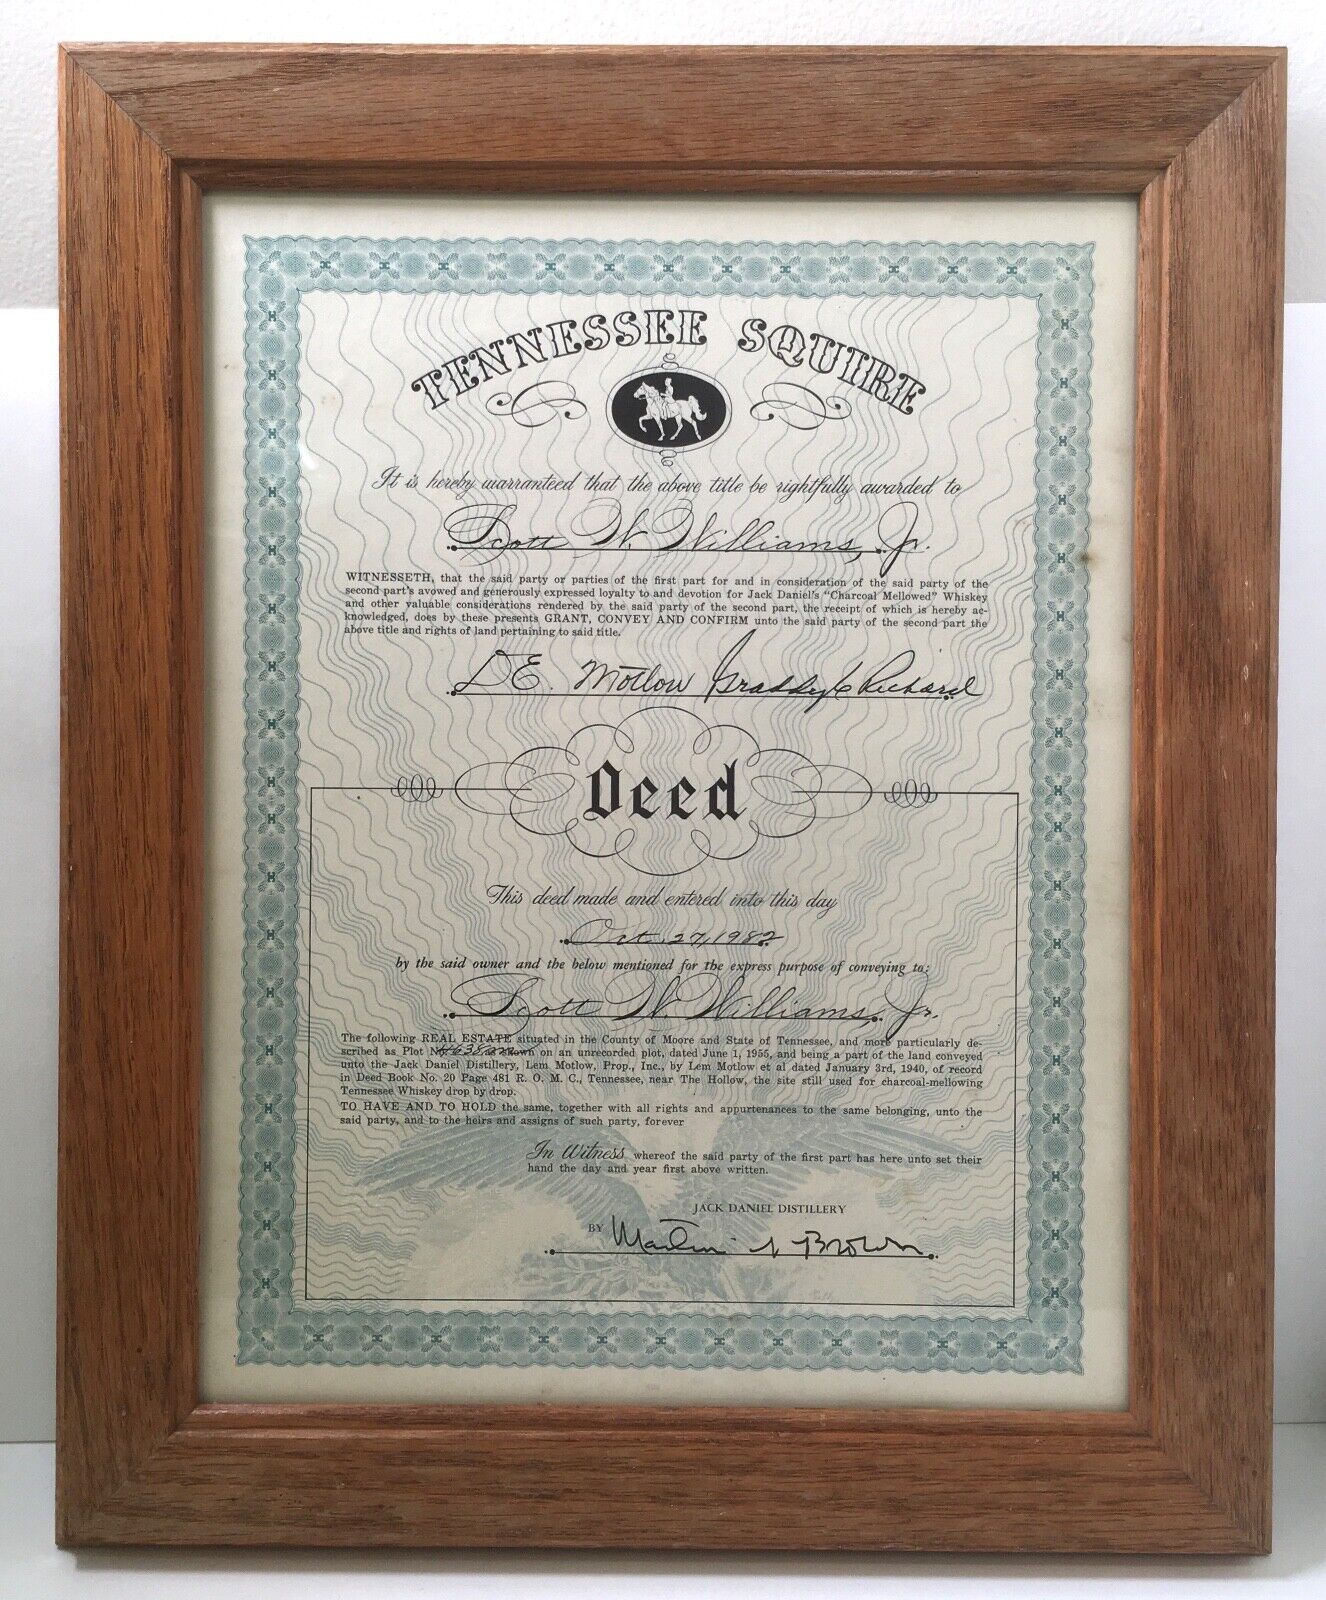 TENNESSEE SQUIRE
It is hereby warranteed that the above title be rightfully awarded to
Scott W. Williams, Jr.
WITNESSETH, that the said party or parties of the first part for and in consideration of the said party of the
second part's avowed and generously expressed loyalty to and devotion for Jack Daniel's "Charcoal Mellowed" Whiskey
and other valuable considerations rendered by the said party of the second part, the receipt of which is hereby ac-
knowledged, does by these presents GRANT, CONVEY AND CONFIRM unto the said party of the second part the
above title and rights of land pertaining to said title.
D E. Motlow Graddy C Richard
Deed
This deed made and entered into this day
Oct. 27, 1982
by the said owner and the below mentioned for the express purpose of conveying to:
Scott W. Williams, Jr.
The following REAL ESTATE situated in the County of Moore and State of Tennessee, and more particularly de-
scribed as Plot on an unrecorded plot, dated June 1, 1955, and being a part of the land conveyed
unto the Jack Daniel Distillery, Lem Motlow, Prop., Inc., by Lem Motlow et al dated January 3rd, 1940, of record
in Deed Book No. 20 Page 481 R. O. M. C., Tennessee, near The Hollow, the site still used for charcoal-mellowing
Tennessee Whiskey drop by drop.
TO HAVE AND TO HOLD the same, together with all rights and appurtenances to the same belonging, unto the
said party, and to the heirs and assigns of such party, forever
In Witness whereof the said party of the first part has here unto set their
hand the day and year first above written.
JACK DANIEL DISTILLERY
BY Martin S Brown